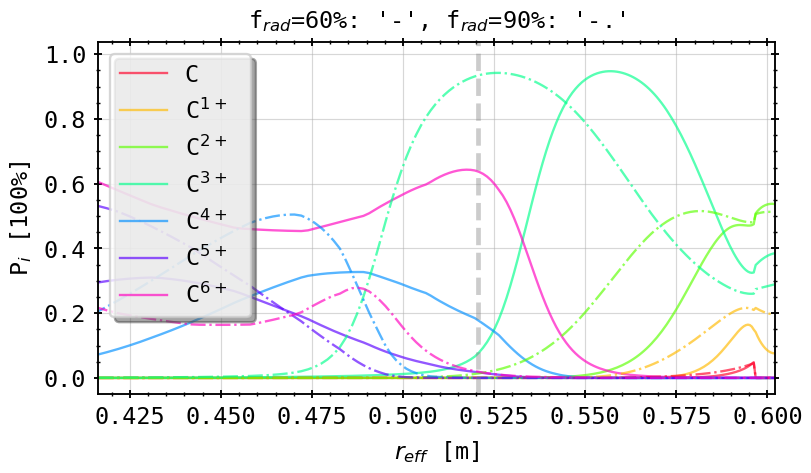 f_rad=60%: '-', f_rad=90%: '-.'
P_i [100%]
1.0
0.8
0.6
0.4
0.2
0.0
C
C^1+
C^2+
C^3+
C^4+
C^5+
C^6+
0.425 0.450 0.475 0.500 0.525 0.550 0.575 0.600
r_eff [m]